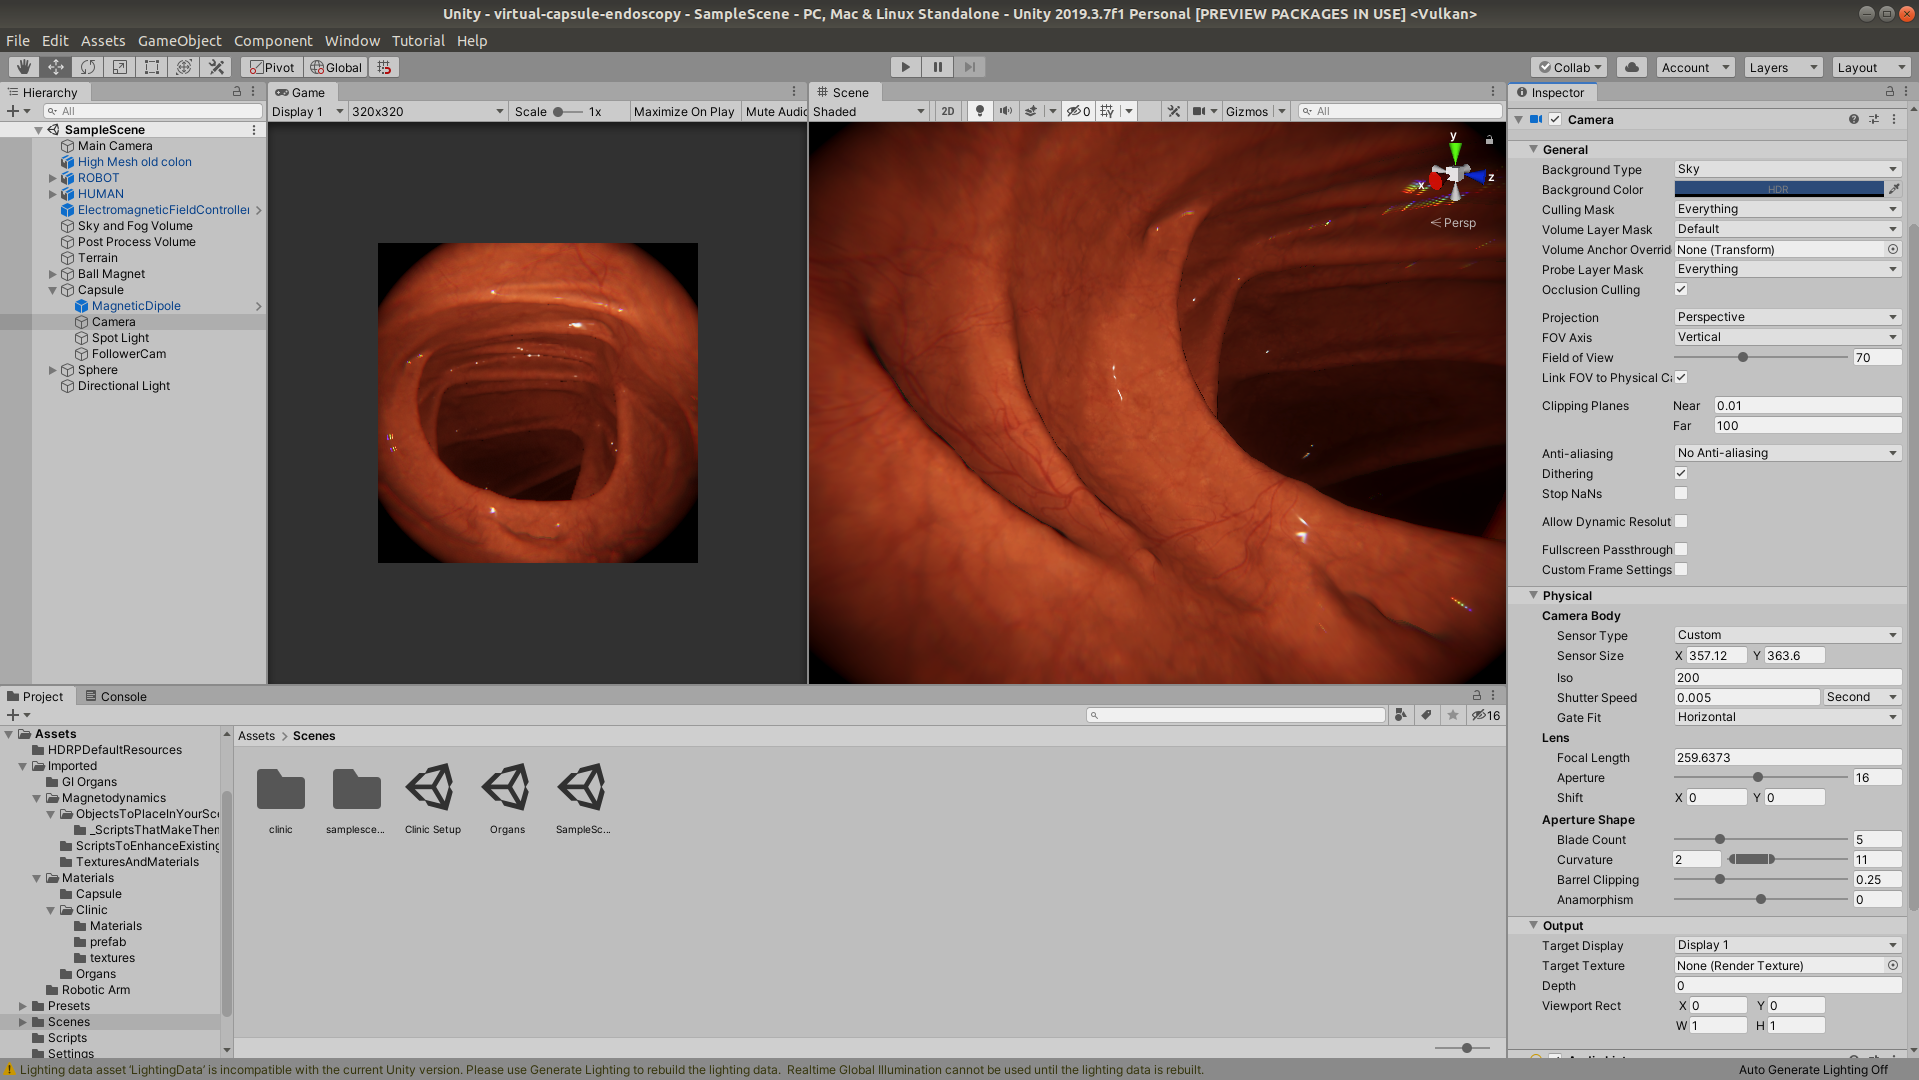 Unity - virtual-capsule-endoscopy - SampleScene - PC, Mac & Linux Standalone - Unity 2019.3.7f1 Personal [PREVIEW PACKAGES IN USE] <Vulkan>
File Edit Assets GameObject Component Window Tutorial Help
Pivot Global Collab Account Layers Layout
Hierarchy
All
SampleScene
Main Camera
High Mesh old colon
ROBOT
HUMAN
ElectromagneticFieldController
Sky and Fog Volume
Post Process Volume
Terrain
Ball Magnet
Capsule
MagneticDipole
Camera
Spot Light
FollowerCam
Sphere
Directional Light
Game
Display 1 320x320 Scale 1x Maximize On Play Mute Audio
Scene
Shaded 2D 0 Gizmos All
y
x z
Persp
Inspector
Camera
General
Background Type Sky
Background Color HDR
Culling Mask Everything
Volume Layer Mask Default
Volume Anchor Overrid None (Transform)
Probe Layer Mask Everything
Occlusion Culling
Projection Perspective
FOV Axis Vertical
Field of View 70
Link FOV to Physical Ca
Clipping Planes Near 0.01
Far 100
Anti-aliasing No Anti-aliasing
Dithering
Stop NaNs
Allow Dynamic Resolut
Fullscreen Passthrough
Custom Frame Settings
Physical
Camera Body
Sensor Type Custom
Sensor Size X 357.12 Y 363.6
Iso 200
Shutter Speed 0.005 Second
Gate Fit Horizontal
Lens
Focal Length 259.6373
Aperture 16
Shift X 0 Y 0
Aperture Shape
Blade Count 5
Curvature 2 11
Barrel Clipping 0.25
Anamorphism 0
Output
Target Display Display 1
Target Texture None (Render Texture)
Depth 0
Viewport Rect X 0 Y 0
W 1 H 1
Project Console
16
Assets
HDRPDefaultResources
Imported
GI Organs
Magnetodynamics
ObjectsToPlaceInYourSce
_ScriptsThatMakeThem
ScriptsToEnhanceExisting
TexturesAndMaterials
Materials
Capsule
Clinic
Materials
prefab
textures
Organs
Robotic Arm
Presets
Scenes
Scripts
Settings
Assets > Scenes
clinic samplesce... Clinic Setup Organs SampleSc...
Lighting data asset 'LightingData' is incompatible with the current Unity version. Please use Generate Lighting to rebuild the lighting data. Realtime Global Illumination cannot be used until the lighting data is rebuilt.
Auto Generate Lighting Off